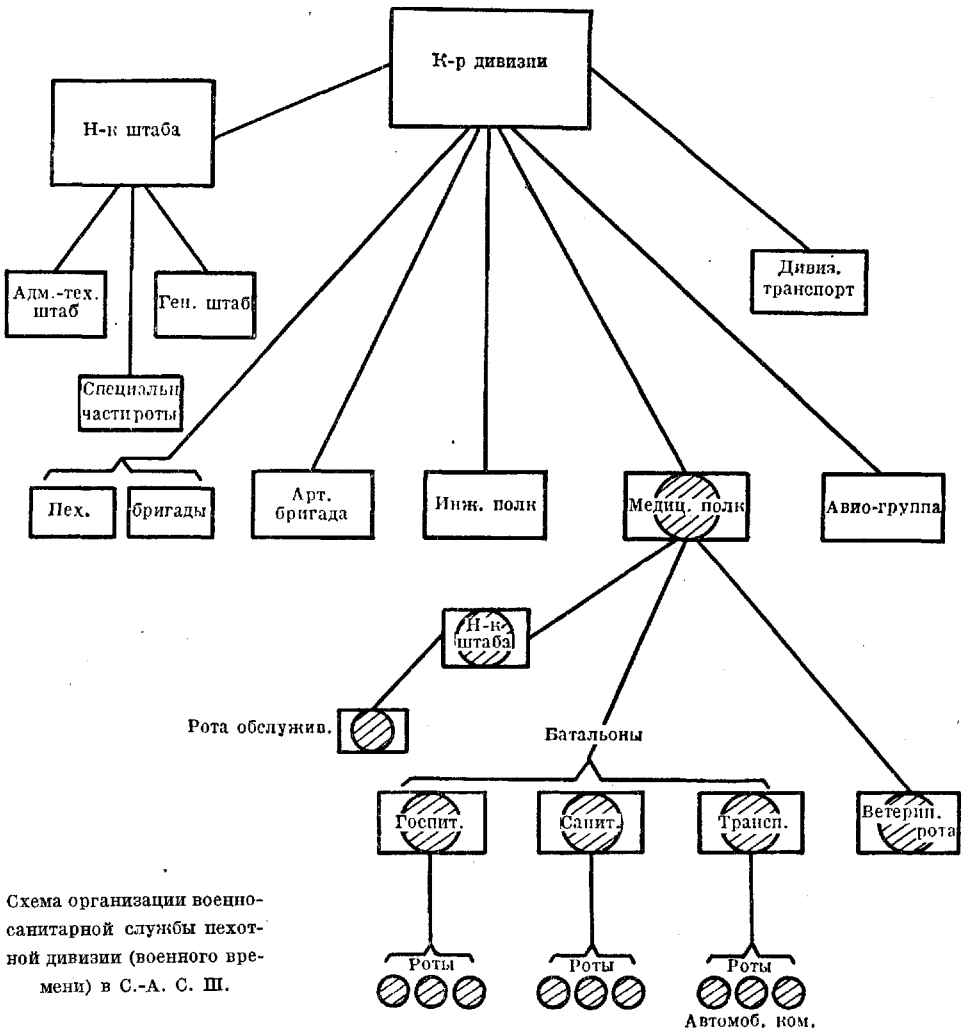 К-р дивизии
Н-к штаба
Адм.-тех.
штаб
Ген. штаб
Дивиз.
транспорт
Специальн
части роты
Пех.
бригады
Арт.
бригада
Инж. полк
Медиц. полк
Авио-группа
Н-к
штаба
Рота обслужив.
Батальоны
Госпит.
Санит.
Трансп.
Ветерин.
рота
Схема организации военно-
санитарной службы пехот-
ной дивизии (военного вре-
мени) в С.-А. С. Ш.
Роты
Роты
Роты
Автомоб. ком.